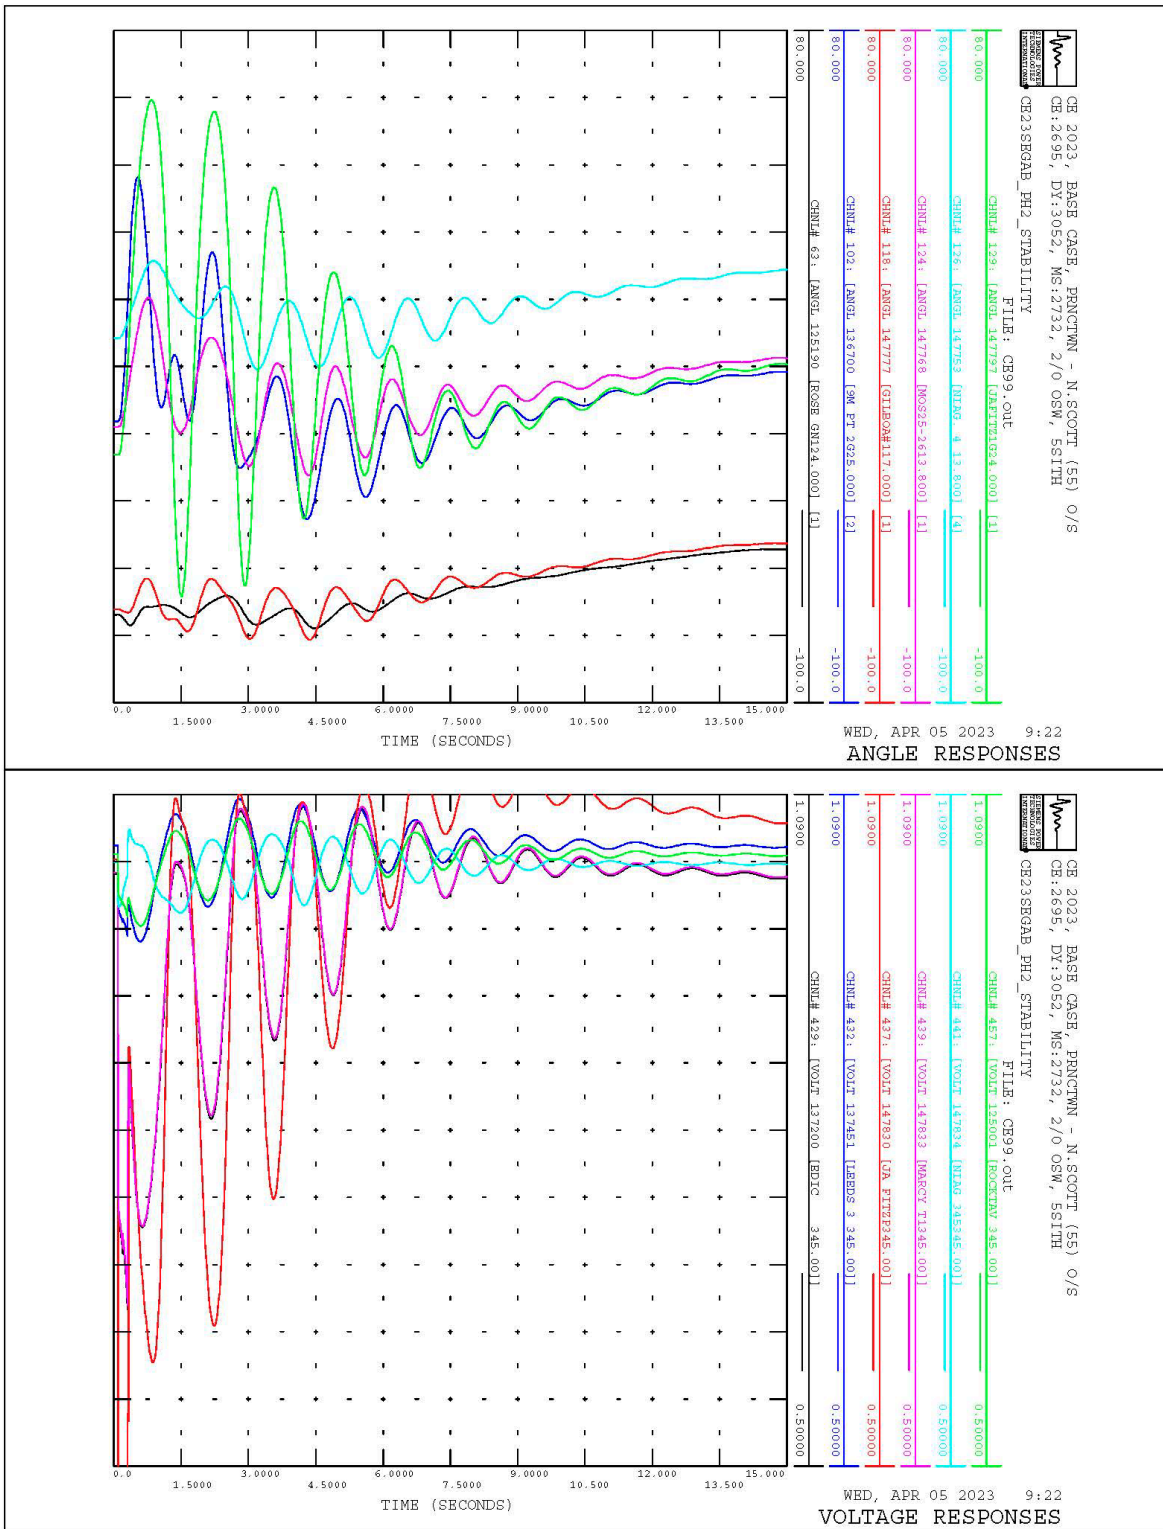 SIEMENS POWER
TECHNOLOGIES
INTERNATIONAL
CE 2023, BASE CASE, PRNCTWN - N.SCOTT (55) O/S
CE:2695, DY:3052, MS:2732, 2/0 OSW, 5SITH
CE23SEGAB_PH2_STABILITY
FILE: CE99.out
CHNL# 129: [ANGL 147797 [JAFITZ1G24.000] [1]
80.000 -100.0
CHNL# 126: [ANGL 147753 [NIAG. 4 13.800] [4]
80.000 -100.0
CHNL# 124: [ANGL 147768 [MOS25-2613.800] [1]
80.000 -100.0
CHNL# 118: [ANGL 147777 [GILBOA#117.000] [1]
80.000 -100.0
CHNL# 102: [ANGL 136700 [9M PT 2G25.000] [2]
80.000 -100.0
CHNL# 63: [ANGL 125190 [ROSE GN124.000] [1]
80.000 -100.0
0.0
1.5000
3.0000
4.5000
6.0000
7.5000
9.0000
10.500
12.000
13.500
15.000
TIME (SECONDS)
WED, APR 05 2023 9:22
ANGLE RESPONSES
SIEMENS POWER
TECHNOLOGIES
INTERNATIONAL
CE 2023, BASE CASE, PRNCTWN - N.SCOTT (55) O/S
CE:2695, DY:3052, MS:2732, 2/0 OSW, 5SITH
CE23SEGAB_PH2_STABILITY
FILE: CE99.out
CHNL# 457: [VOLT 125001 [ROCKTAV 345.00]]
1.0900 0.50000
CHNL# 441: [VOLT 147834 [NIAG 345345.00]]
1.0900 0.50000
CHNL# 439: [VOLT 147833 [MARCY T1345.00]]
1.0900 0.50000
CHNL# 437: [VOLT 147830 [JA FITZP345.00]]
1.0900 0.50000
CHNL# 432: [VOLT 137451 [LEEDS 3 345.00]]
1.0900 0.50000
CHNL# 429: [VOLT 137200 [EDIC 345.00]]
1.0900 0.50000
0.0
1.5000
3.0000
4.5000
6.0000
7.5000
9.0000
10.500
12.000
13.500
15.000
TIME (SECONDS)
WED, APR 05 2023 9:22
VOLTAGE RESPONSES